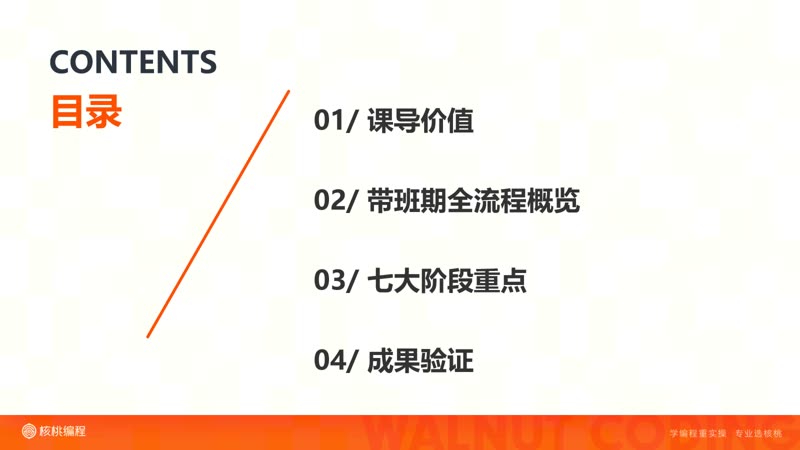 CONTENTS
目录
01/ 课导价值
02/ 带班期全流程概览
03/ 七大阶段重点
04/ 成果验证
核桃编程
WALNUT CODING
学编程重实操 专业选核桃